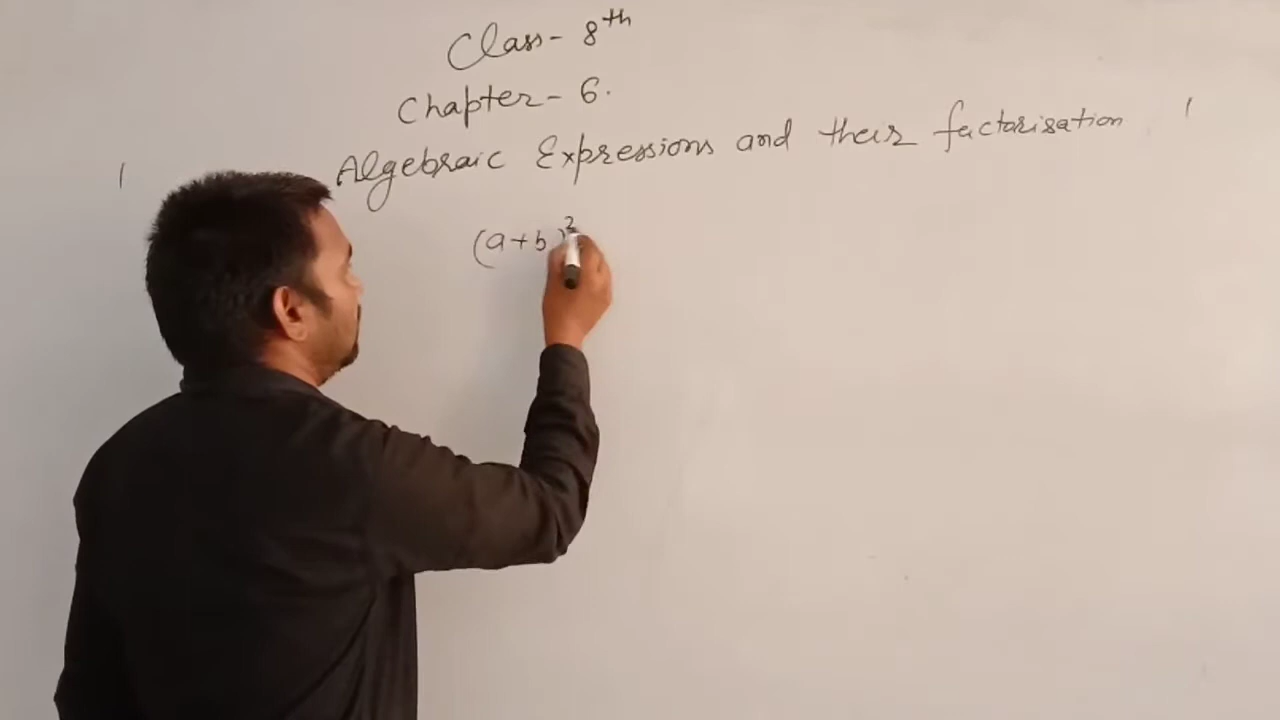 Class - 8th
Chapter - 6.
Algebraic Expressions and their factorisation
(a+b)²